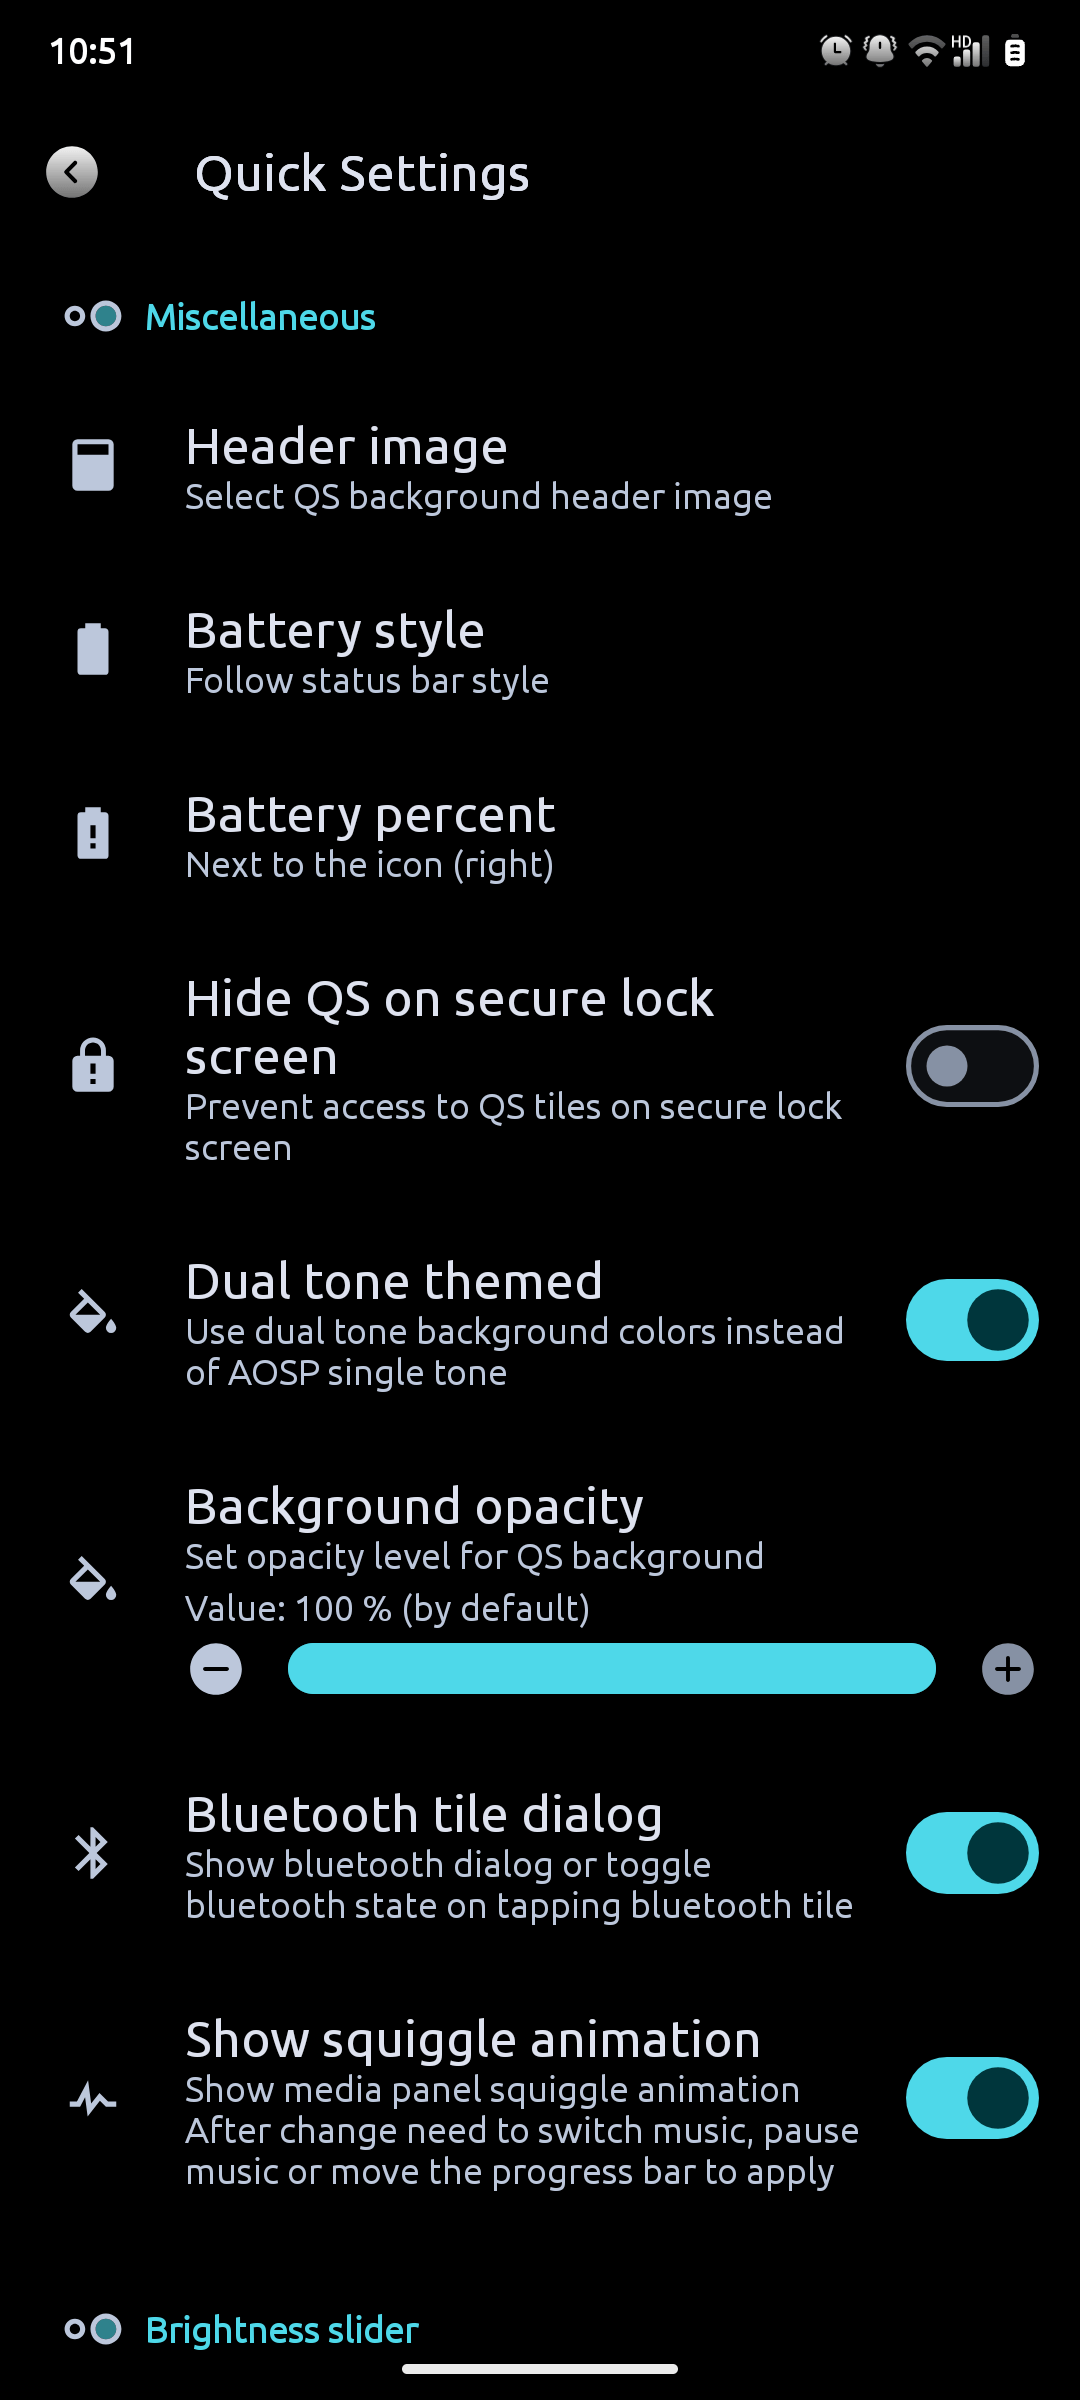 10:51
HD
Quick Settings
Miscellaneous
Header image
Select QS background header image
Battery style
Follow status bar style
Battery percent
Next to the icon (right)
Hide QS on secure lock
screen
Prevent access to QS tiles on secure lock
screen
Dual tone themed
Use dual tone background colors instead
of AOSP single tone
Background opacity
Set opacity level for QS background
Value: 100 % (by default)
Bluetooth tile dialog
Show bluetooth dialog or toggle
bluetooth state on tapping bluetooth tile
Show squiggle animation
Show media panel squiggle animation
After change need to switch music, pause
music or move the progress bar to apply
Brightness slider